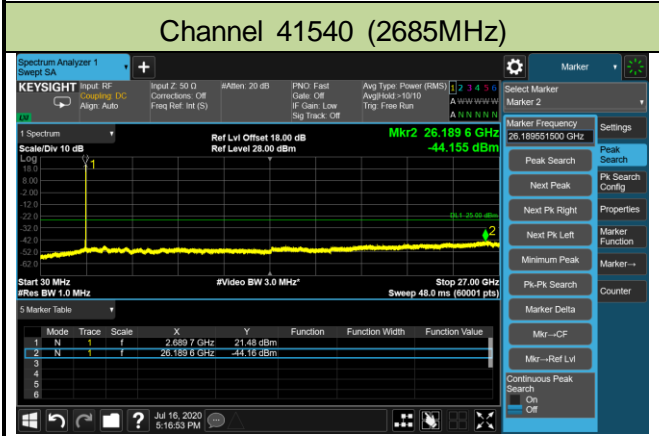 Channel 41540 (2685MHz)
Spectrum Analyzer 1
Swept SA
+
Marker
KEYSIGHT
Input: RF
Coupling: DC
Align: Auto
Input Z: 50 Ω
Corrections: Off
Freq Ref: Int (S)
#Atten: 20 dB
PNO: Fast
Gate: Off
IF Gain: Low
Sig Track: Off
Avg Type: Power (RMS)
Avg|Hold:>10/10
Trig: Free Run
1 2 3 4 5 6
A W W W W W
A N N N N N
LXI
Select Marker
Marker 2
1 Spectrum
Scale/Div 10 dB
Ref Lvl Offset 18.00 dB
Ref Level 28.00 dBm
Mkr2 26.189 6 GHz
-44.155 dBm
Log
18.0
8.00
-2.00
-12.0
-22.0
-32.0
-42.0
-52.0
-62.0
1
DL1 -25.00 dBm
2
Start 30 MHz
#Res BW 1.0 MHz
#Video BW 3.0 MHz*
Stop 27.00 GHz
Sweep 48.0 ms (60001 pts)
5 Marker Table
Mode Trace Scale X Y Function Function Width Function Value
1 N 1 f 2.689 7 GHz 21.48 dBm
2 N 1 f 26.189 6 GHz -44.16 dBm
3
4
5
6
Marker Frequency
26.189551500 GHz
Peak Search
Next Peak
Next Pk Right
Next Pk Left
Minimum Peak
Pk-Pk Search
Marker Delta
Mkr→CF
Mkr→Ref Lvl
Continuous Peak
Search
On
Off
Settings
Peak
Search
Pk Search
Config
Properties
Marker
Function
Marker→
Counter
?
Jul 16, 2020
5:16:53 PM